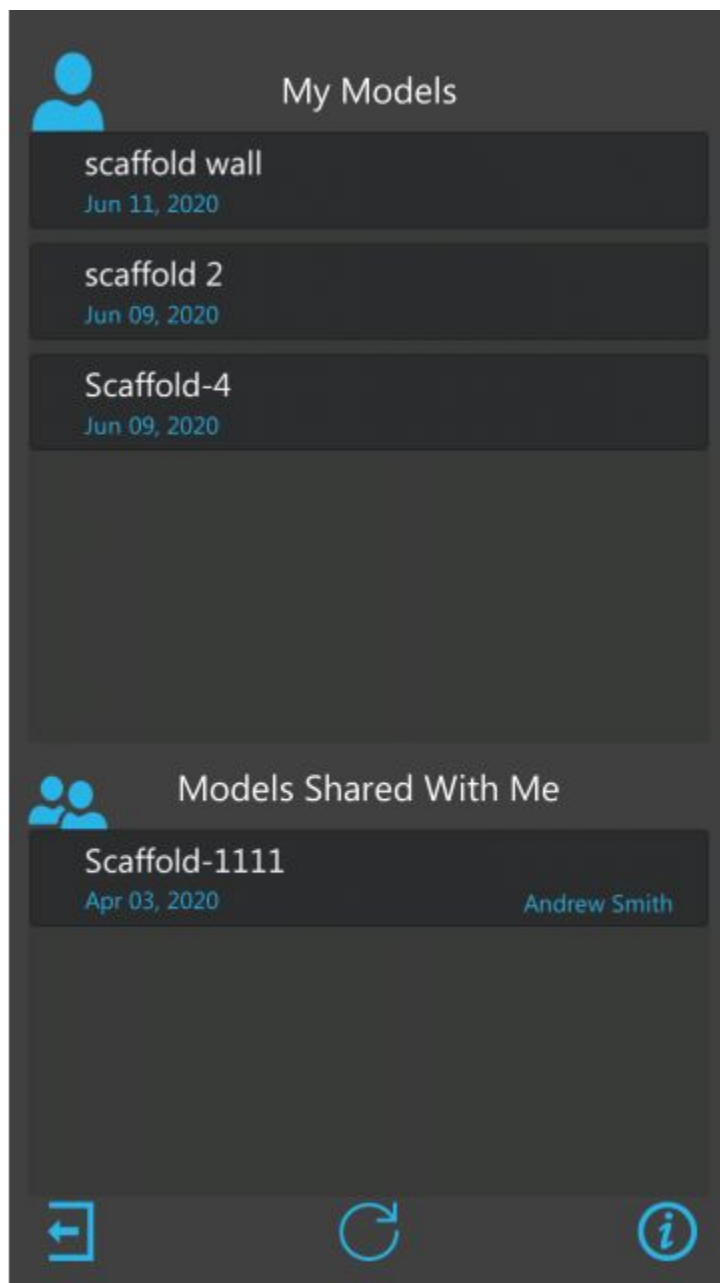 My Models
scaffold wall
Jun 11, 2020
scaffold 2
Jun 09, 2020
Scaffold-4
Jun 09, 2020
Models Shared With Me
Scaffold-1111
Apr 03, 2020
Andrew Smith